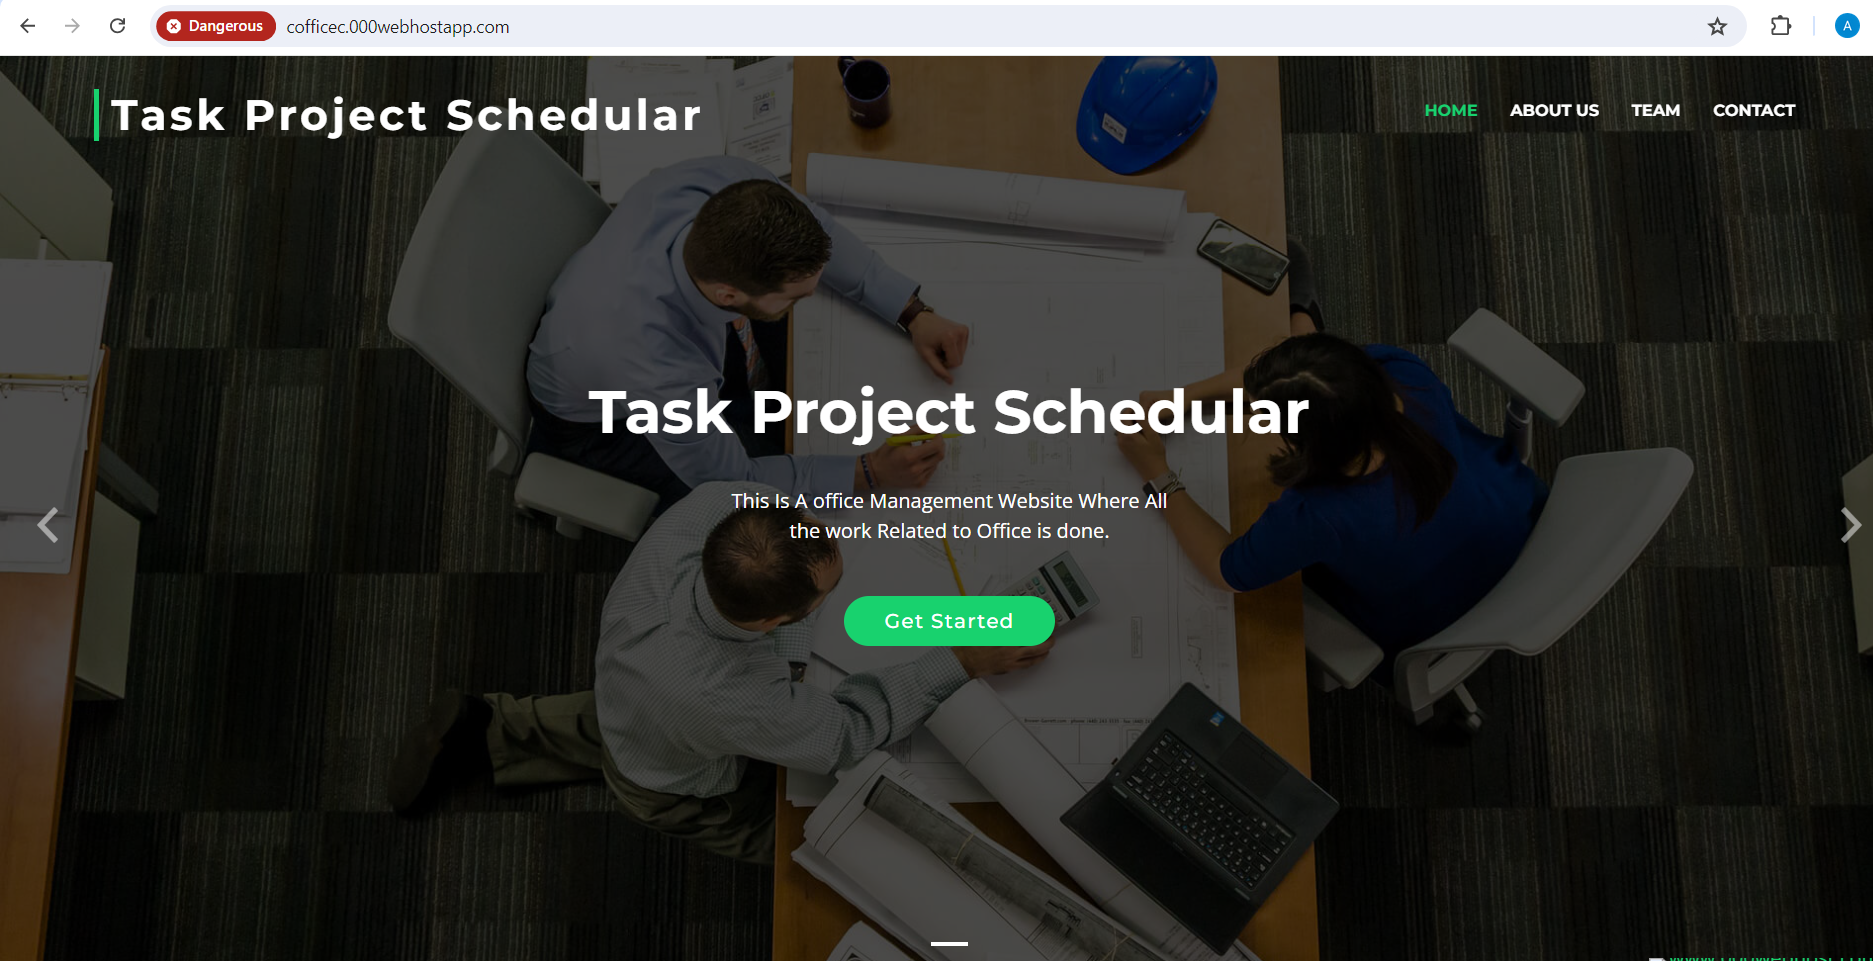 Dangerous
cofficec.000webhostapp.com
A
Task Project Schedular
HOME ABOUT US TEAM CONTACT
Task Project Schedular
This Is A office Management Website Where All
the work Related to Office is done.
Get Started